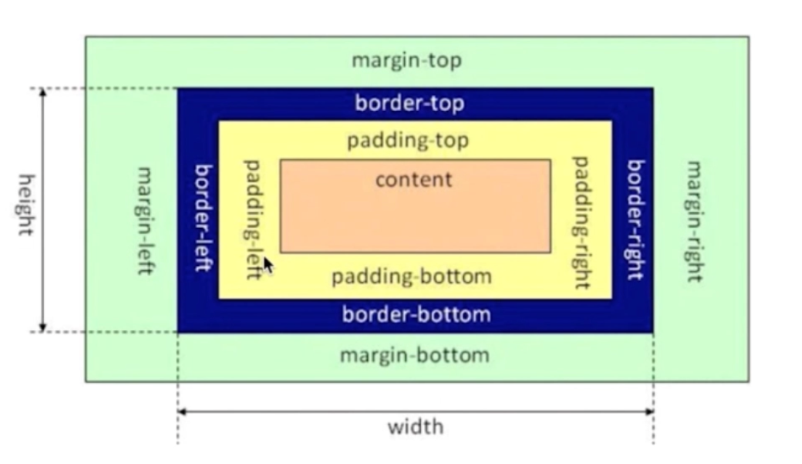 margin-top
border-top
padding-top
content
height
margin-left
border-left
padding-left
padding-right
border-right
margin-right
padding-bottom
border-bottom
margin-bottom
width